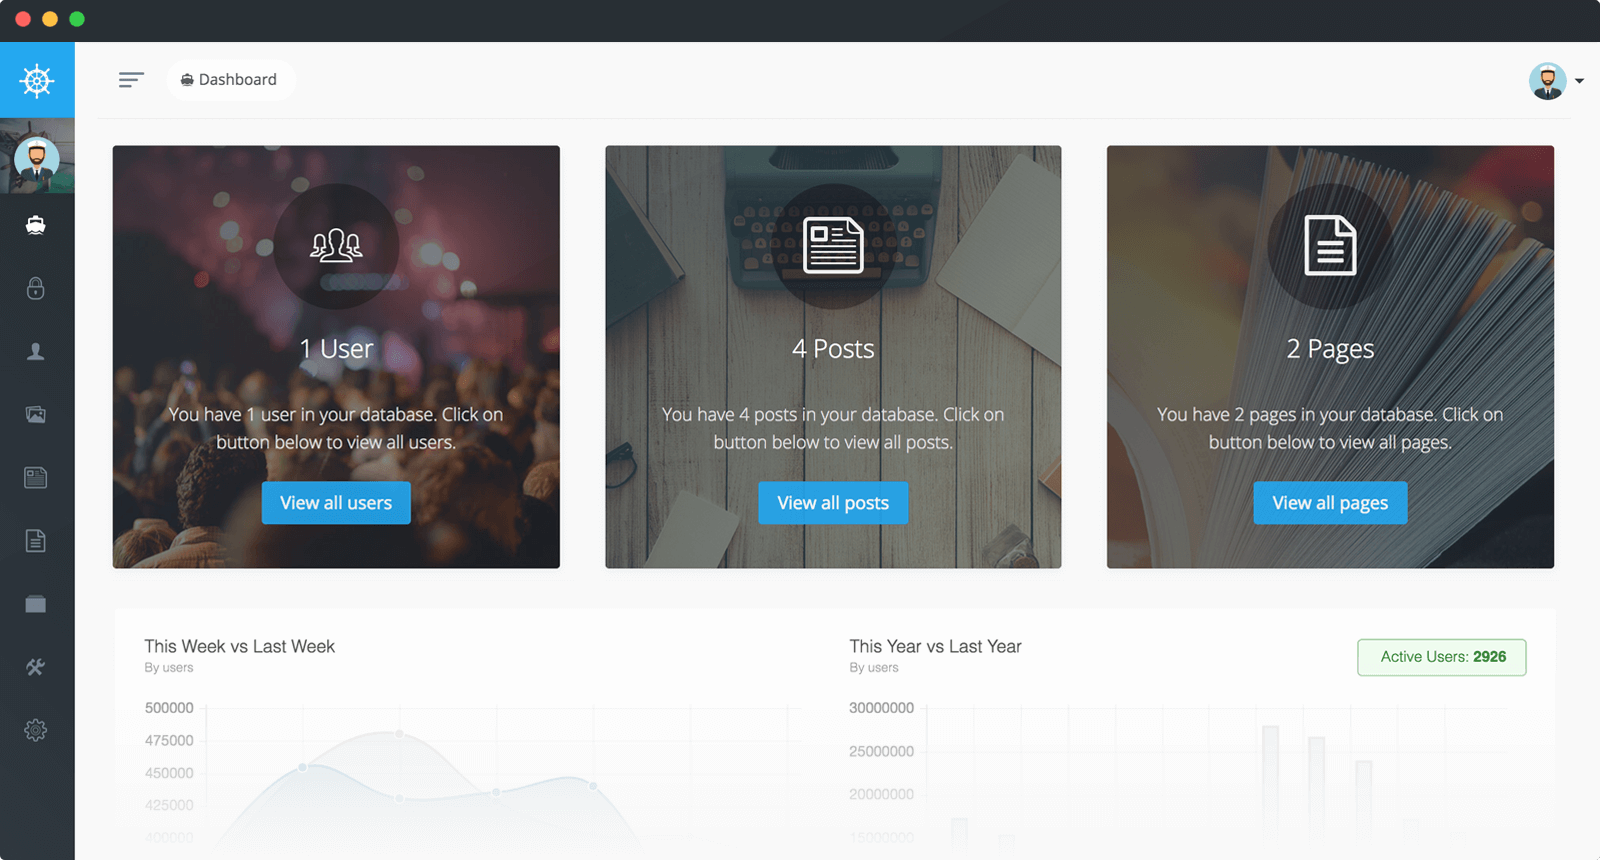 Dashboard
1 User
You have 1 user in your database. Click on
button below to view all users.
View all users
4 Posts
You have 4 posts in your database. Click on
button below to view all posts.
View all posts
2 Pages
You have 2 pages in your database. Click on
button below to view all pages.
View all pages
This Week vs Last Week
By users
500000
475000
450000
425000
400000
This Year vs Last Year
By users
Active Users: 2926
30000000
25000000
20000000
15000000